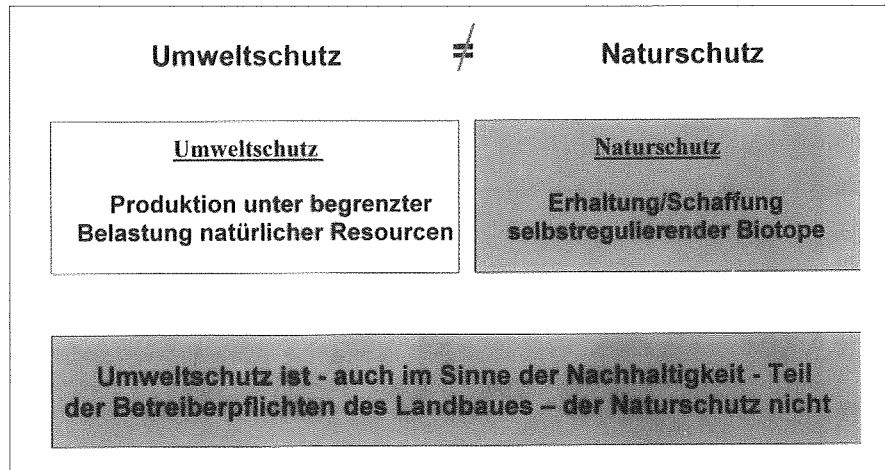 Umweltschutz ≠ Naturschutz
Umweltschutz
Produktion unter begrenzter
Belastung natürlicher Resourcen
Naturschutz
Erhaltung/Schaffung
selbstregulierender Biotope
Umweltschutz ist - auch im Sinne der Nachhaltigkeit - Teil
der Betreiberpflichten des Landbaues – der Naturschutz nicht